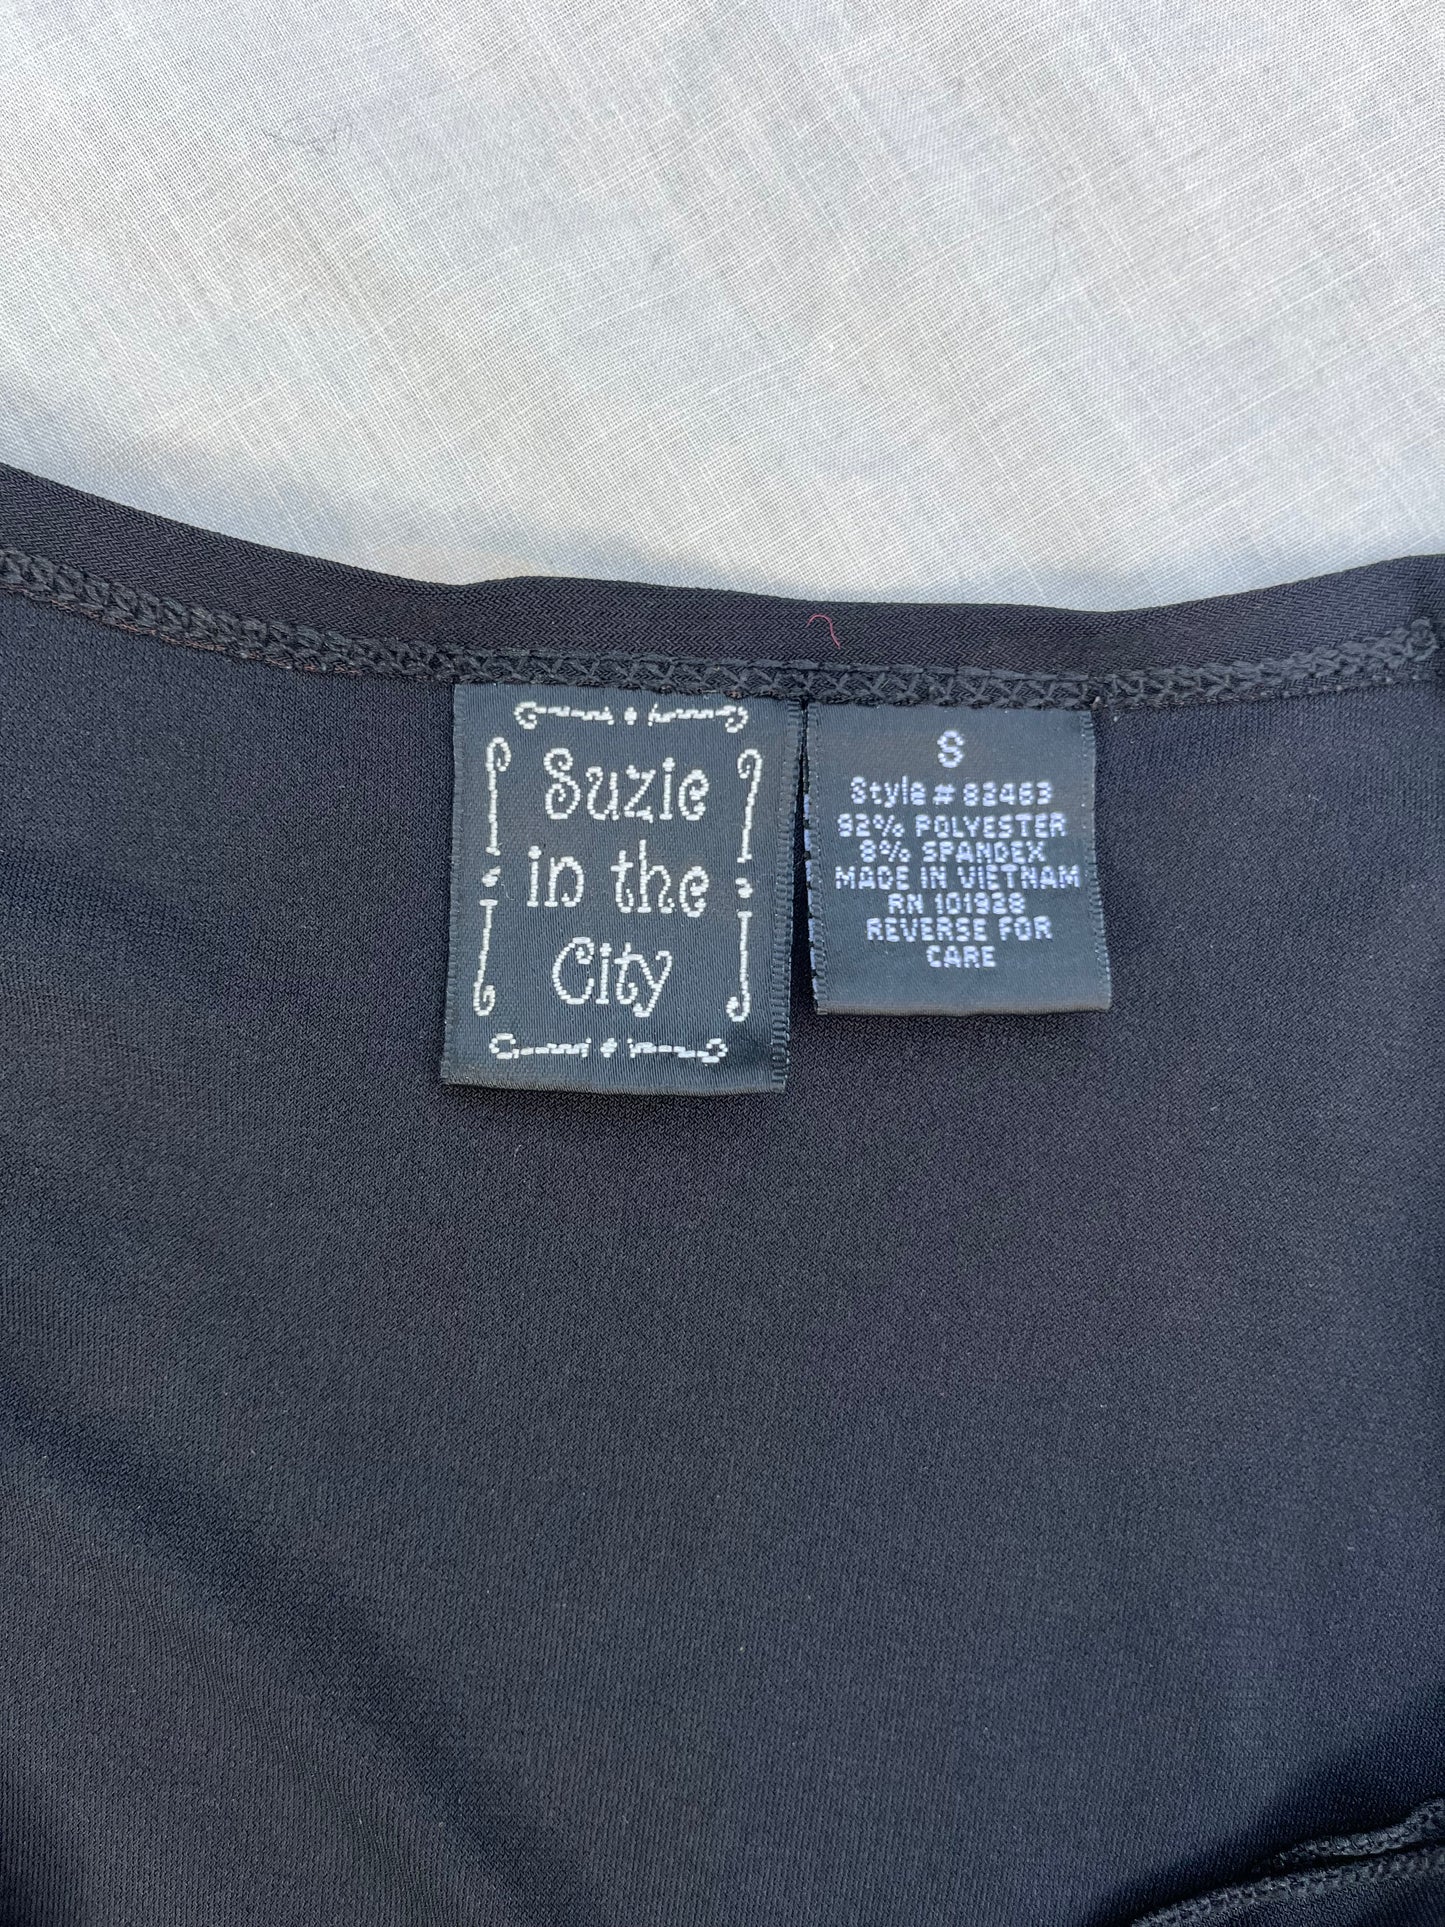 Suzie
in the
City
S
Style # 82463
92% POLYESTER
8% SPANDEX
MADE IN VIETNAM
RN 101928
REVERSE FOR
CARE